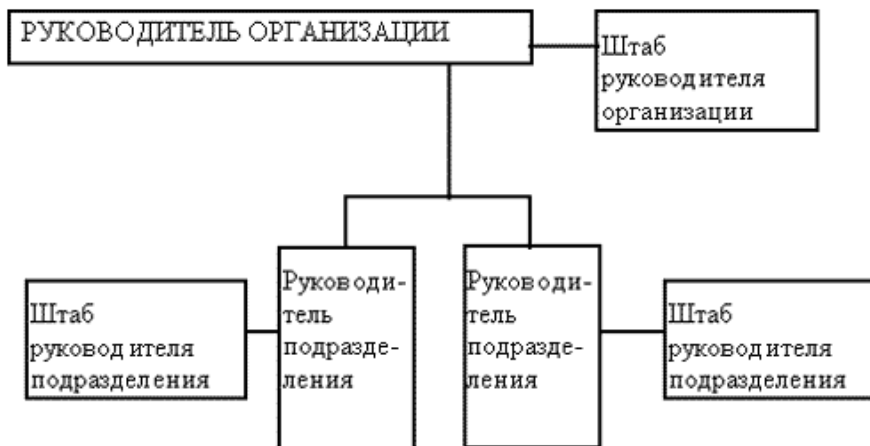 РУКОВОДИТЕЛЬ ОРГАНИЗАЦИИ
Штаб
руководителя
организации
Штаб
руководителя
подразделения
Руководи-
тель
подразде-
ления
Руководи-
тель
подразде-
ления
Штаб
руководителя
подразделения